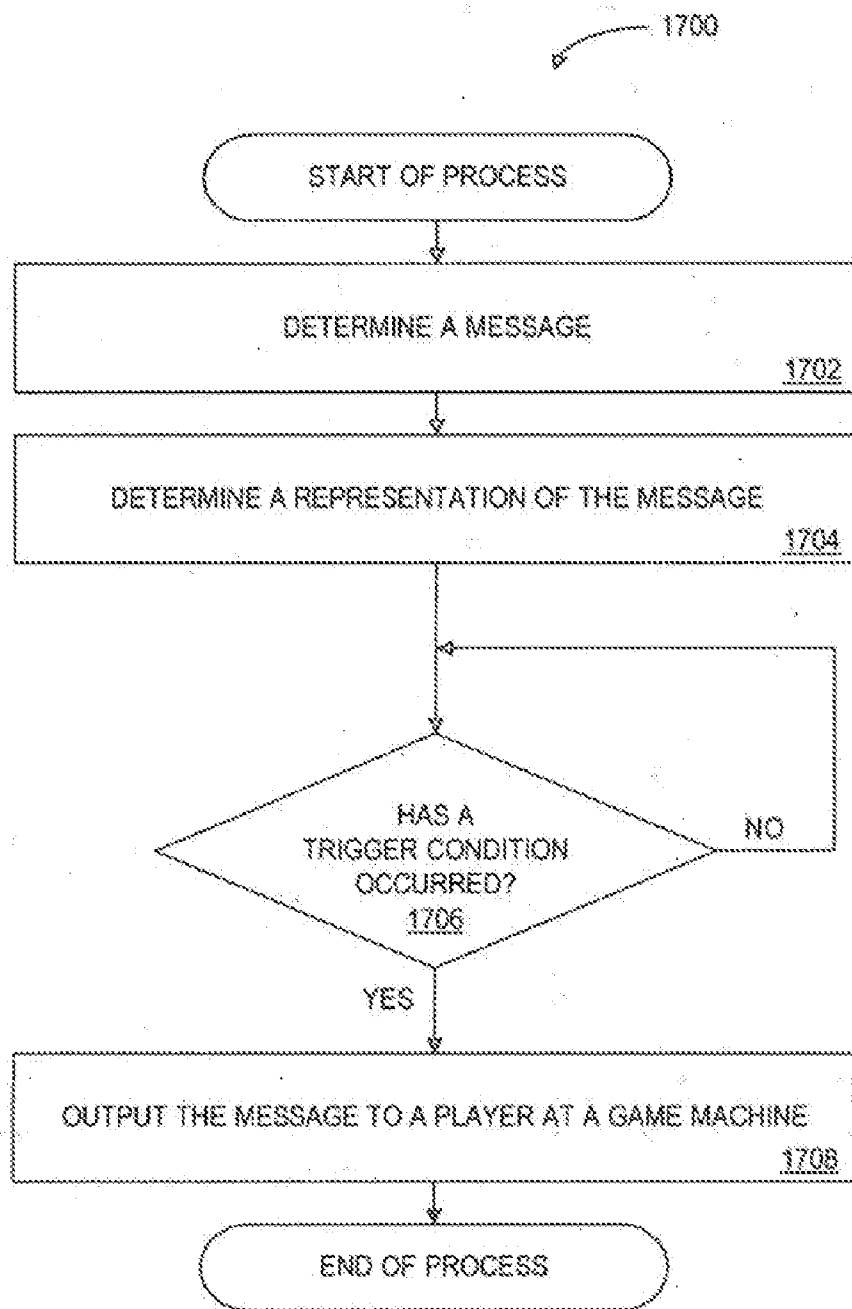 1700
START OF PROCESS
DETERMINE A MESSAGE
1702
DETERMINE A REPRESENTATION OF THE MESSAGE
1704
HAS A
TRIGGER CONDITION
OCCURRED?
1706
NO
YES
OUTPUT THE MESSAGE TO A PLAYER AT A GAME MACHINE
1708
END OF PROCESS